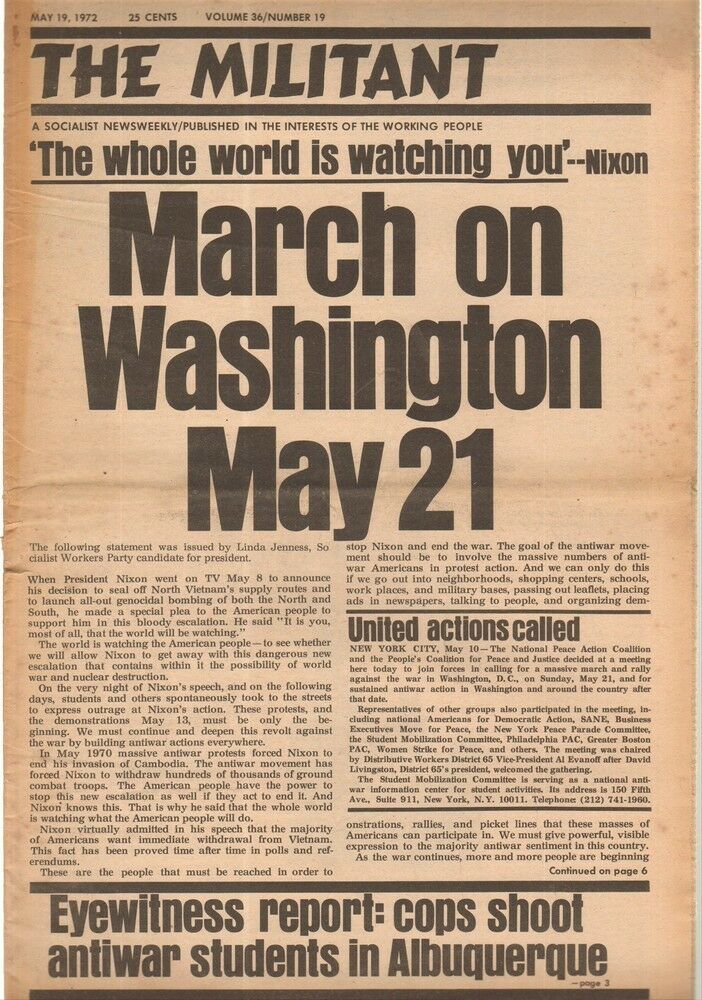 MAY 19, 1972 25 CENTS VOLUME 36/NUMBER 19
THE MILITANT
A SOCIALIST NEWSWEEKLY/PUBLISHED IN THE INTERESTS OF THE WORKING PEOPLE
'The whole world is watching you'--Nixon
March on
Washington
May 21
The following statement was issued by Linda Jenness, So
cialist Workers Party candidate for president.
When President Nixon went on TV May 8 to announce
his decision to seal off North Vietnam's supply routes and
to launch all-out genocidal bombing of both the North and
South, he made a special plea to the American people to
support him in this bloody escalation. He said "It is you,
most of all, that the world will be watching."
The world is watching the American people—to see whether
we will allow Nixon to get away with this dangerous new
escalation that contains within it the possibility of world
war and nuclear destruction.
On the very night of Nixon's speech, and on the following
days, students and others spontaneously took to the streets
to express outrage at Nixon's action. These protests, and
the demonstrations May 13, must be only the be-
ginning. We must continue and deepen this revolt against
the war by building antiwar actions everywhere.
In May 1970 massive antiwar protests forced Nixon to
end his invasion of Cambodia. The antiwar movement has
forced Nixon to withdraw hundreds of thousands of ground
combat troops. The American people have the power to
stop this new escalation as well if they act to end it. And
Nixon knows this. That is why he said that the whole world
is watching what the American people will do.
Nixon virtually admitted in his speech that the majority
of Americans want immediate withdrawal from Vietnam.
This fact has been proved time after time in polls and ref-
erendums.
These are the people that must be reached in order to
stop Nixon and end the war. The goal of the antiwar move-
ment should be to involve the massive numbers of anti-
war Americans in protest action. And we can only do this
if we go out into neighborhoods, shopping centers, schools,
work places, and military bases, passing out leaflets, placing
ads in newspapers, talking to people, and organizing dem-
United actions called
NEW YORK CITY, May 10—The National Peace Action Coalition
and the People's Coalition for Peace and Justice decided at a meeting
here today to join forces in calling for a massive march and rally
against the war in Washington, D.C., on Sunday, May 21, and for
sustained antiwar action in Washington and around the country after
that date.
Representatives of other groups also participated in the meeting, in-
cluding national Americans for Democratic Action, SANE, Business
Executives Move for Peace, the New York Peace Parade Committee,
the Student Mobilization Committee, Philadelphia PAC, Greater Boston
PAC, Women Strike for Peace, and others. The meeting was chaired
by Distributive Workers District 65 Vice-President Al Evanoff after David
Livingston, District 65's president, welcomed the gathering.
The Student Mobilization Committee is serving as a national anti-
war information center for student activities. Its address is 150 Fifth
Ave., Suite 911, New York, N.Y. 10011. Telephone: (212) 741-1960.
onstrations, rallies, and picket lines that these masses of
Americans can participate in. We must give powerful, visible
expression to the majority antiwar sentiment in this country.
As the war continues, more and more people are beginning
Continued on page 6
Eyewitness report: cops shoot
antiwar students in Albuquerque
—page 3